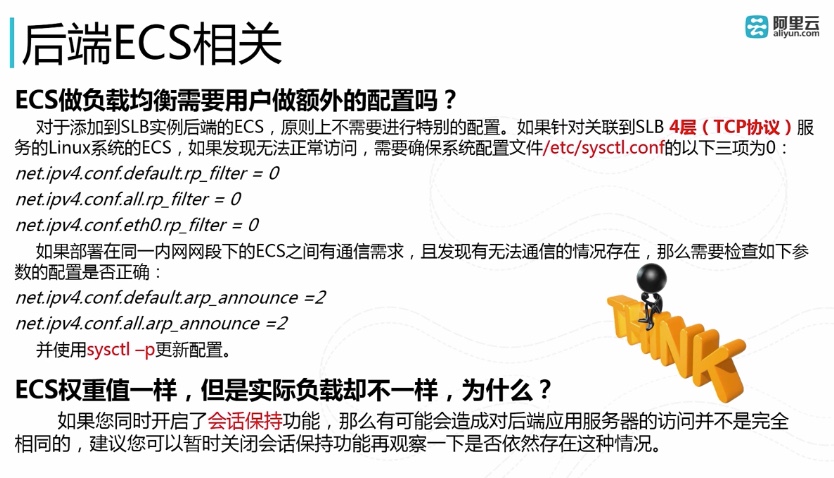 后端ECS相关
阿里云
aliyun.com
ECS做负载均衡需要用户做额外的配置吗？
对于添加到SLB实例后端的ECS，原则上不需要进行特别的配置。如果针对关联到SLB 4层（TCP协议）服
务的Linux系统的ECS，如果发现无法正常访问，需要确保系统配置文件/etc/sysctl.conf的以下三项为0：
net.ipv4.conf.default.rp_filter = 0
net.ipv4.conf.all.rp_filter = 0
net.ipv4.conf.eth0.rp_filter = 0
如果部署在同一内网网段下的ECS之间有通信需求，且发现有无法通信的情况存在，那么需要检查如下参
数的配置是否正确：
net.ipv4.conf.default.arp_announce =2
net.ipv4.conf.all.arp_announce =2
并使用sysctl –p更新配置。
THINK
ECS权重值一样，但是实际负载却不一样，为什么？
如果您同时开启了会话保持功能，那么有可能会造成对后端应用服务器的访问并不是完全
相同的，建议您可以暂时关闭会话保持功能再观察一下是否依然存在这种情况。